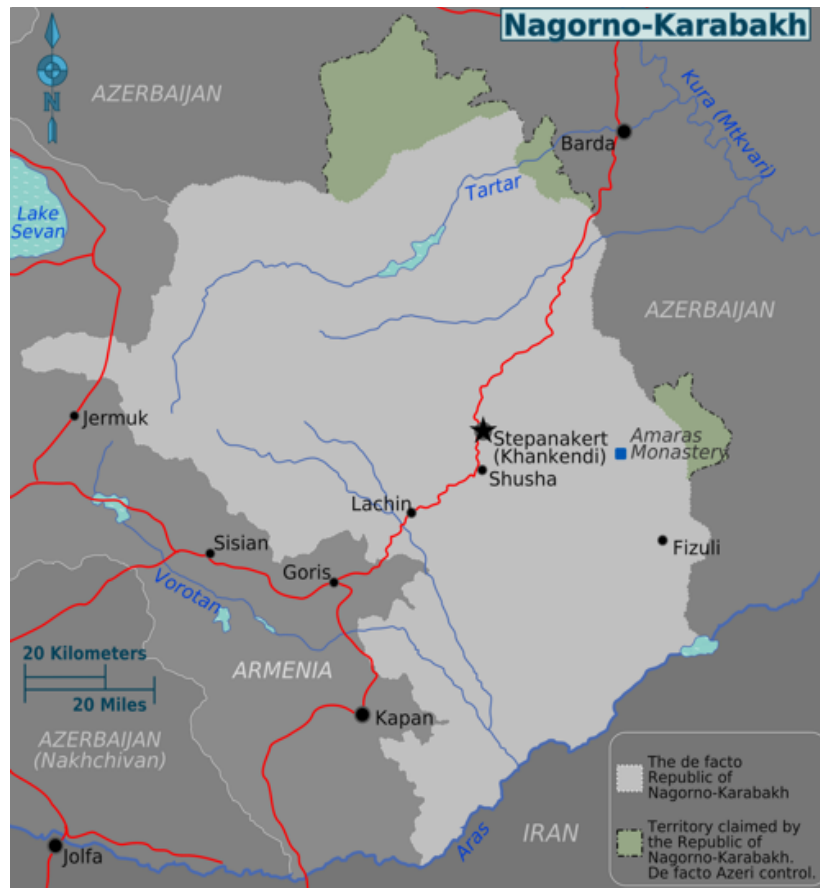 Nagorno-Karabakh
N
AZERBAIJAN
Kura (Mtkvari)
Barda
Tartar
Lake
Sevan
AZERBAIJAN
Jermuk
Stepanakert
(Khankendi)
Amaras
Monastery
Shusha
Lachin
Sisian
Fizuli
Goris
Vorotan
20 Kilometers
20 Miles
ARMENIA
Kapan
AZERBAIJAN
(Nakhchivan)
The de facto
Republic of
Nagorno-Karabakh
IRAN
Aras
Territory claimed by
the Republic of
Nagorno-Karabakh.
De facto Azeri control.
Jolfa